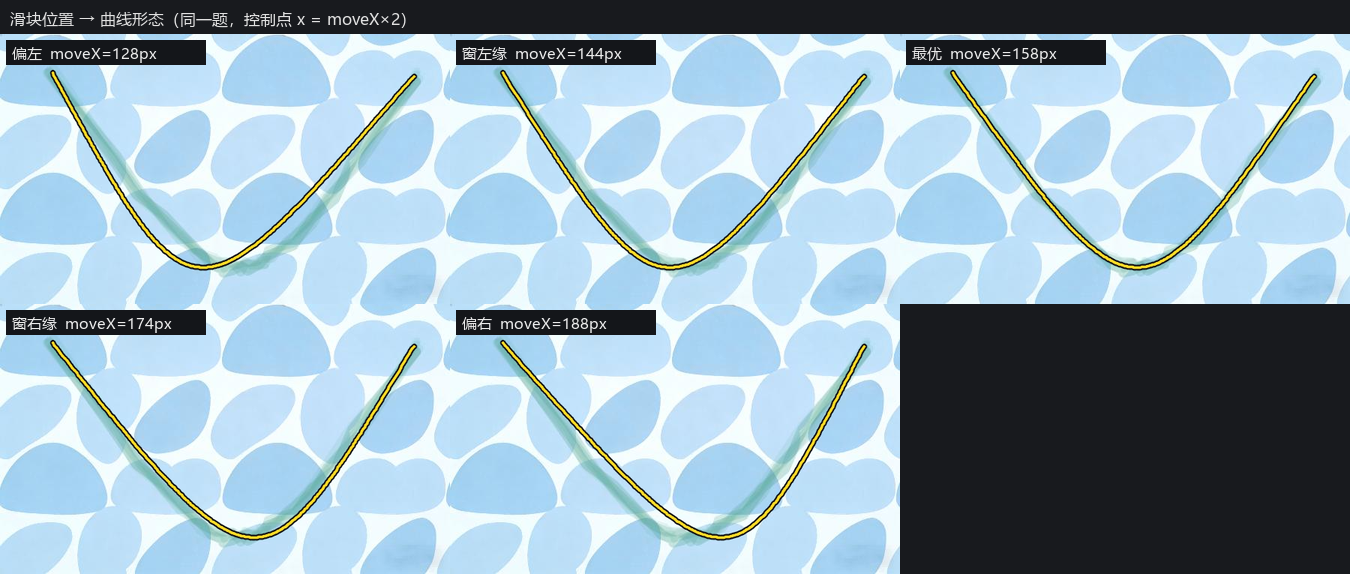 滑块位置 → 曲线形态（同一题，控制点 x = moveX×2）
偏左 moveX=128px
窗左缘 moveX=144px
最优 moveX=158px
窗右缘 moveX=174px
偏右 moveX=188px